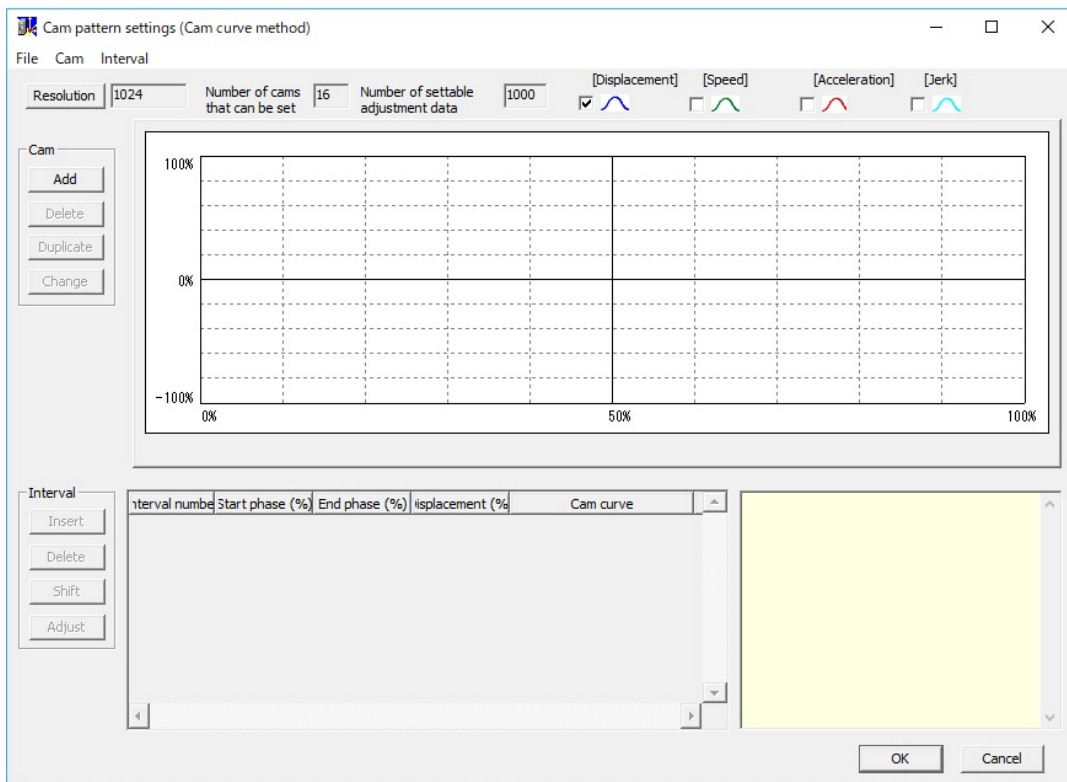 Cam pattern settings (Cam curve method)
File Cam Interval
[Displacement] [Speed] [Acceleration] [Jerk]
Resolution 1024 Number of cams that can be set 16 Number of settable adjustment data 1000
Cam
Add
Delete
Duplicate
Change
100%
0%
-100%
0% 50% 100%
Interval
Insert
Delete
Shift
Adjust
nterval numbe Start phase (%) End phase (%) isplacement (% Cam curve
OK Cancel